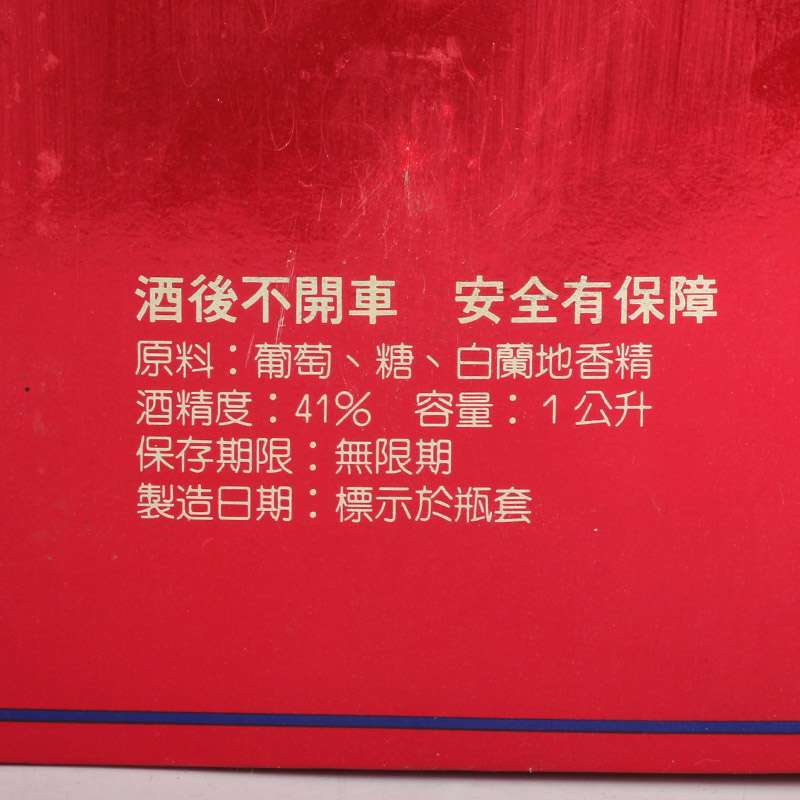 酒後不開車　安全有保障
原料：葡萄、糖、白蘭地香精
酒精度：41%　容量：1公升
保存期限：無限期
製造日期：標示於瓶套